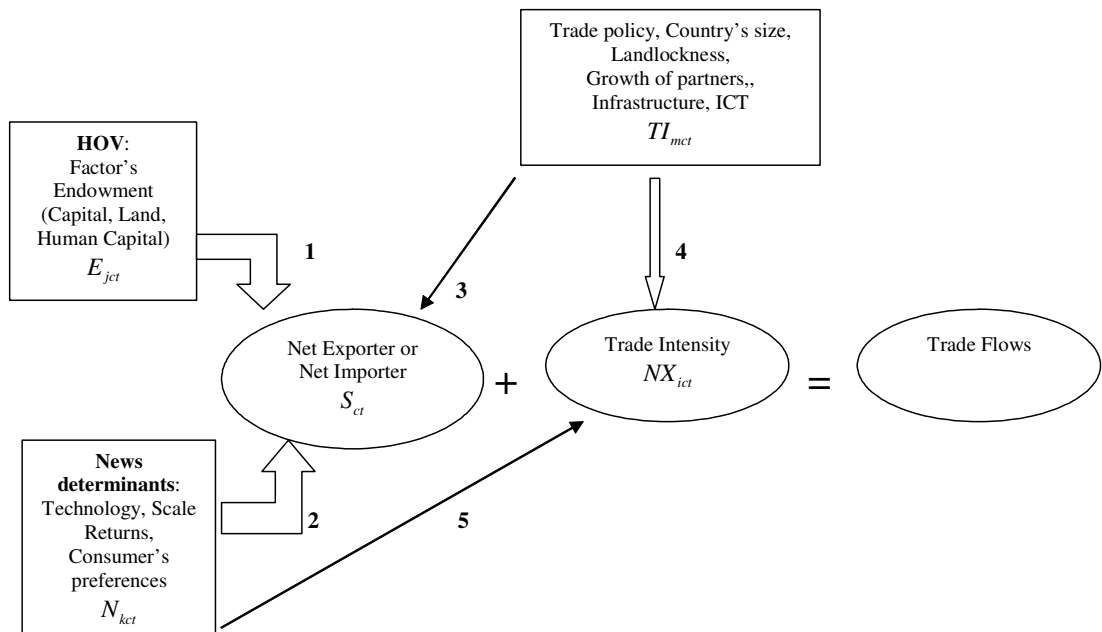 Trade policy, Country's size,
Landlockness,
Growth of partners,,
Infrastructure, ICT
TI_mct
HOV:
Factor's
Endowment
(Capital, Land,
Human Capital)
E_jct
1
3
4
Net Exporter or
Net Importer
S_ct
+
Trade Intensity
NX_ict
=
Trade Flows
News
determinants:
Technology, Scale
Returns,
Consumer's
preferences
N_kct
2
5